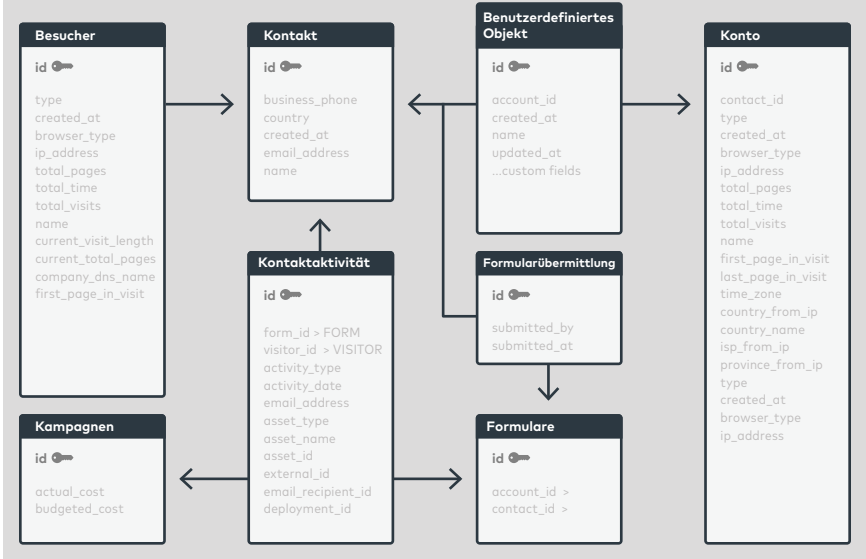 Besucher
id
type
created_at
browser_type
ip_address
total_pages
total_time
total_visits
name
current_visit_length
current_total_pages
company_dns_name
first_page_in_visit
Kontakt
id
business_phone
country
created_at
email_address
name
Benutzerdefiniertes
Objekt
id
account_id
created_at
name
updated_at
...custom fields
Konto
id
contact_id
type
created_at
browser_type
ip_address
total_pages
total_time
total_visits
name
first_page_in_visit
last_page_in_visit
time_zone
country_from_ip
country_name
isp_from_ip
province_from_ip
type
created_at
browser_type
ip_address
Kontaktaktivität
id
form_id > FORM
visitor_id > VISITOR
activity_type
activity_date
email_address
asset_type
asset_name
asset_id
external_id
email_recipient_id
deployment_id
Formularübermittlung
id
submitted_by
submitted_at
Kampagnen
id
actual_cost
budgeted_cost
Formulare
id
account_id >
contact_id >